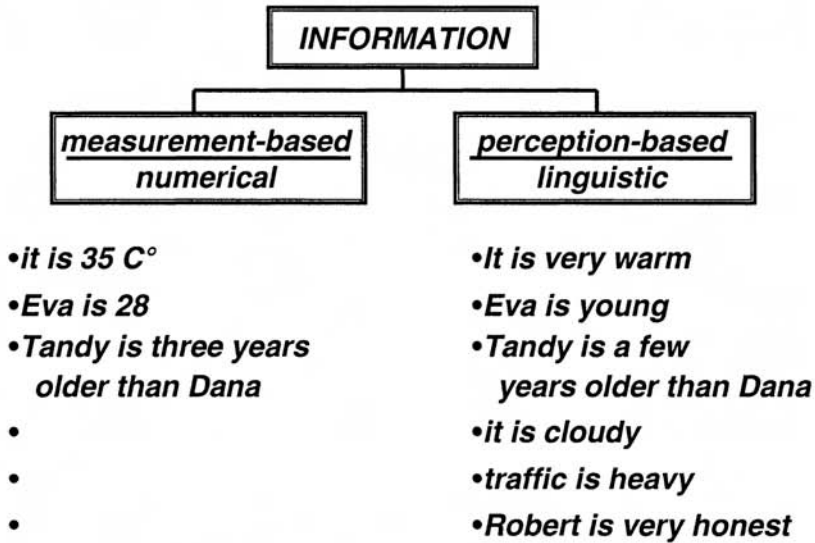 INFORMATION
measurement-based
numerical
perception-based
linguistic
•it is 35 C°
•Eva is 28
•Tandy is three years
older than Dana
•
•
•
•It is very warm
•Eva is young
•Tandy is a few
years older than Dana
•it is cloudy
•traffic is heavy
•Robert is very honest